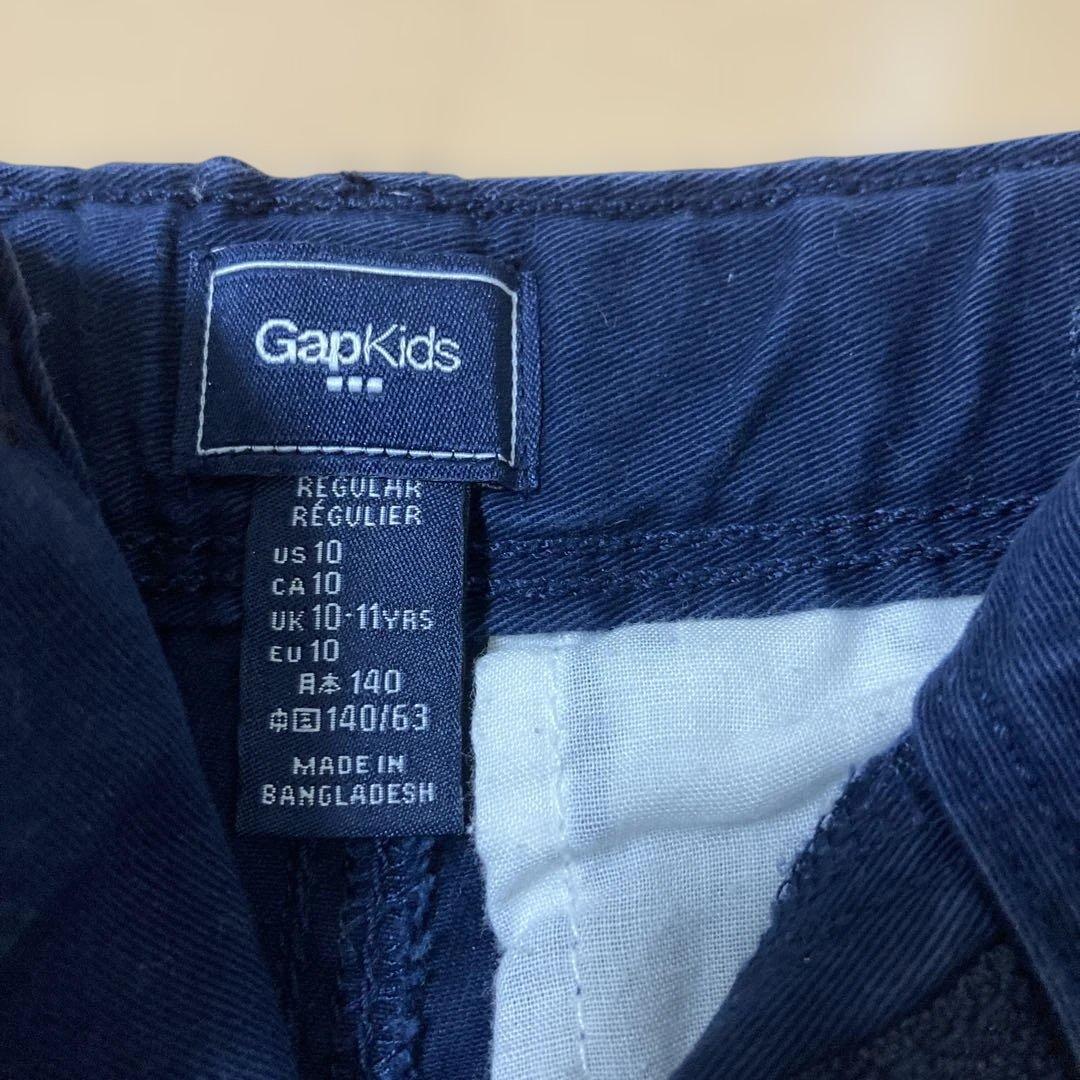 GapKids
REGULAR
RÉGULIER
US 10
CA 10
UK 10-11YRS
EU 10
日本 140
中国 140/63
MADE IN
BANGLADESH